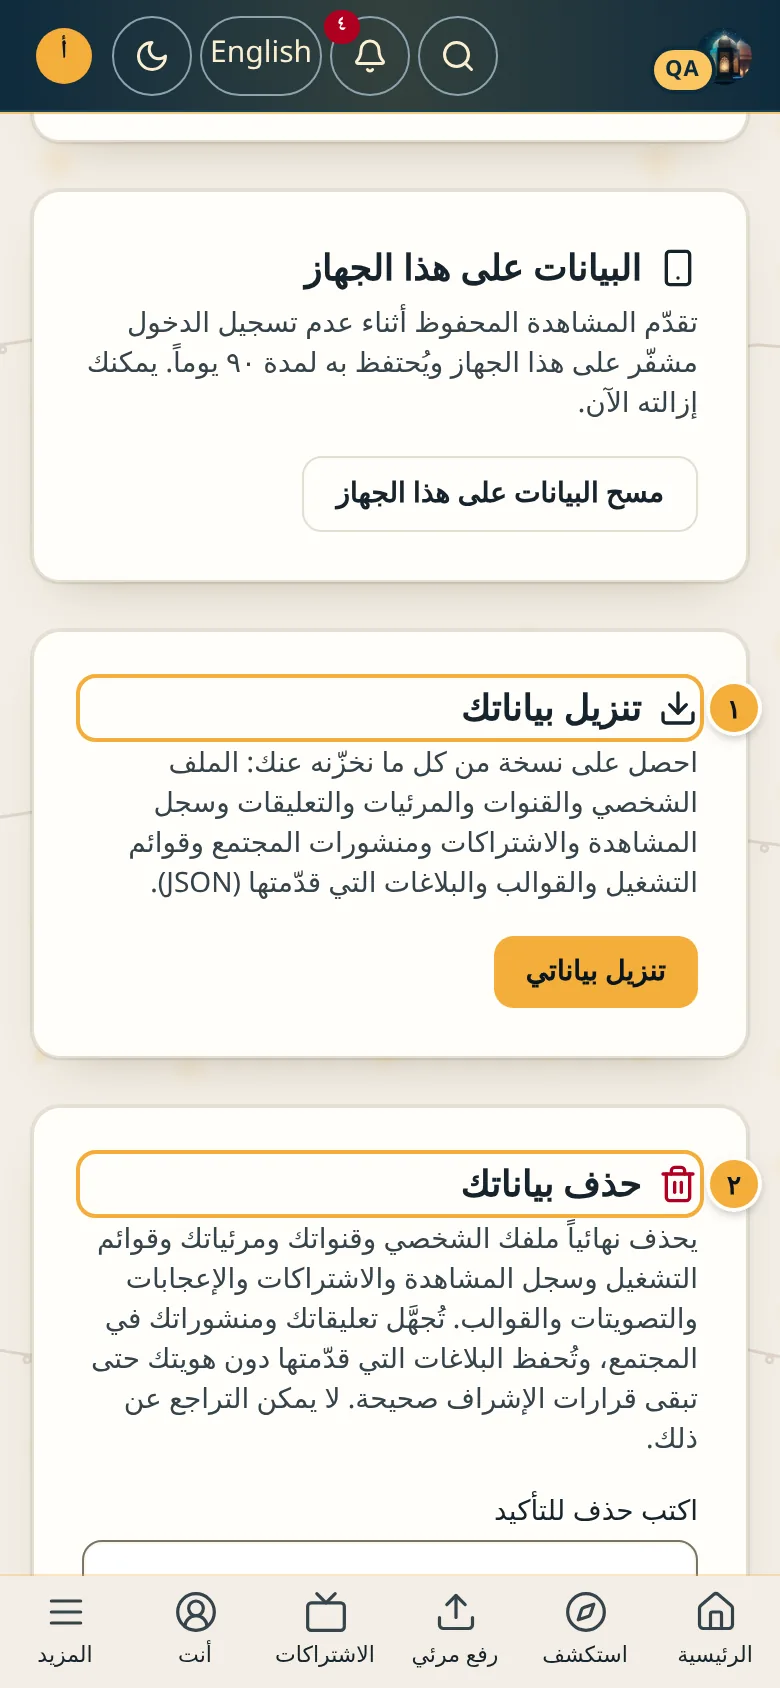 QA
٤
English
أ
البيانات على هذا الجهاز
تقدّم المشاهدة المحفوظ أثناء عدم تسجيل الدخول
مشفّر على هذا الجهاز ويُحتفظ به لمدة ٩٠ يوماً. يمكنك
إزالته الآن.
مسح البيانات على هذا الجهاز
١
تنزيل بياناتك
احصل على نسخة من كل ما نخزّنه عنك: الملف
الشخصي والقنوات والمرئيات والتعليقات وسجل
المشاهدة والاشتراكات ومنشورات المجتمع وقوائم
التشغيل والقوالب والبلاغات التي قدّمتها (JSON).
تنزيل بياناتي
٢
حذف بياناتك
يحذف نهائياً ملفك الشخصي وقنواتك ومرئياتك وقوائم
التشغيل وسجل المشاهدة والاشتراكات والإعجابات
والتصويتات والقوالب. تُجهَّل تعليقاتك ومنشوراتك في
المجتمع، وتُحفظ البلاغات التي قدّمتها دون هويتك حتى
تبقى قرارات الإشراف صحيحة. لا يمكن التراجع عن
ذلك.
اكتب حذف للتأكيد
الرئيسية
استكشف
رفع مرئي
الاشتراكات
أنت
المزيد